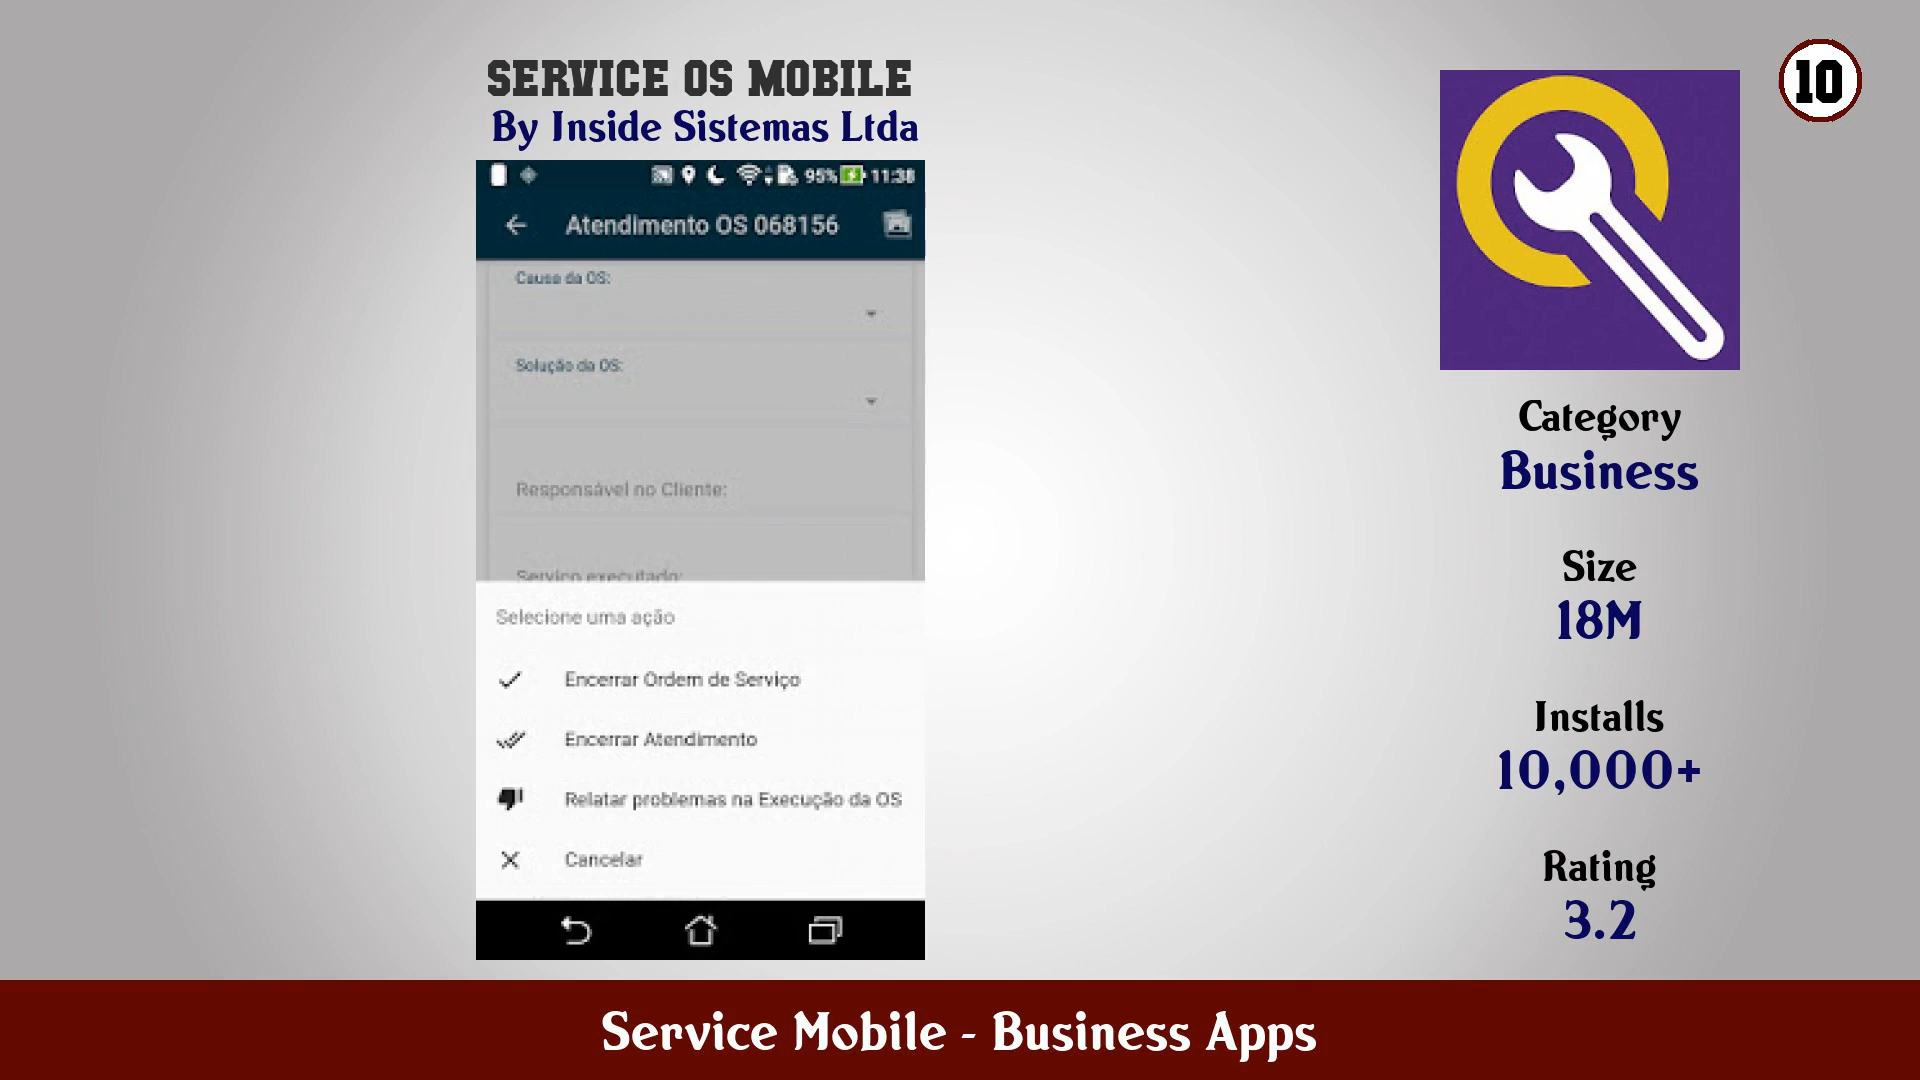 SERVICE OS MOBILE
By Inside Sistemas Ltda
10
95% 11:38
Atendimento OS 068156
Causa da OS:
Solução da OS:
Responsável no Cliente:
Serviço executado:
Selecione uma ação
Encerrar Ordem de Serviço
Encerrar Atendimento
Relatar problemas na Execução da OS
Cancelar
Category
Business
Size
18M
Installs
10,000+
Rating
3.2
Service Mobile - Business Apps